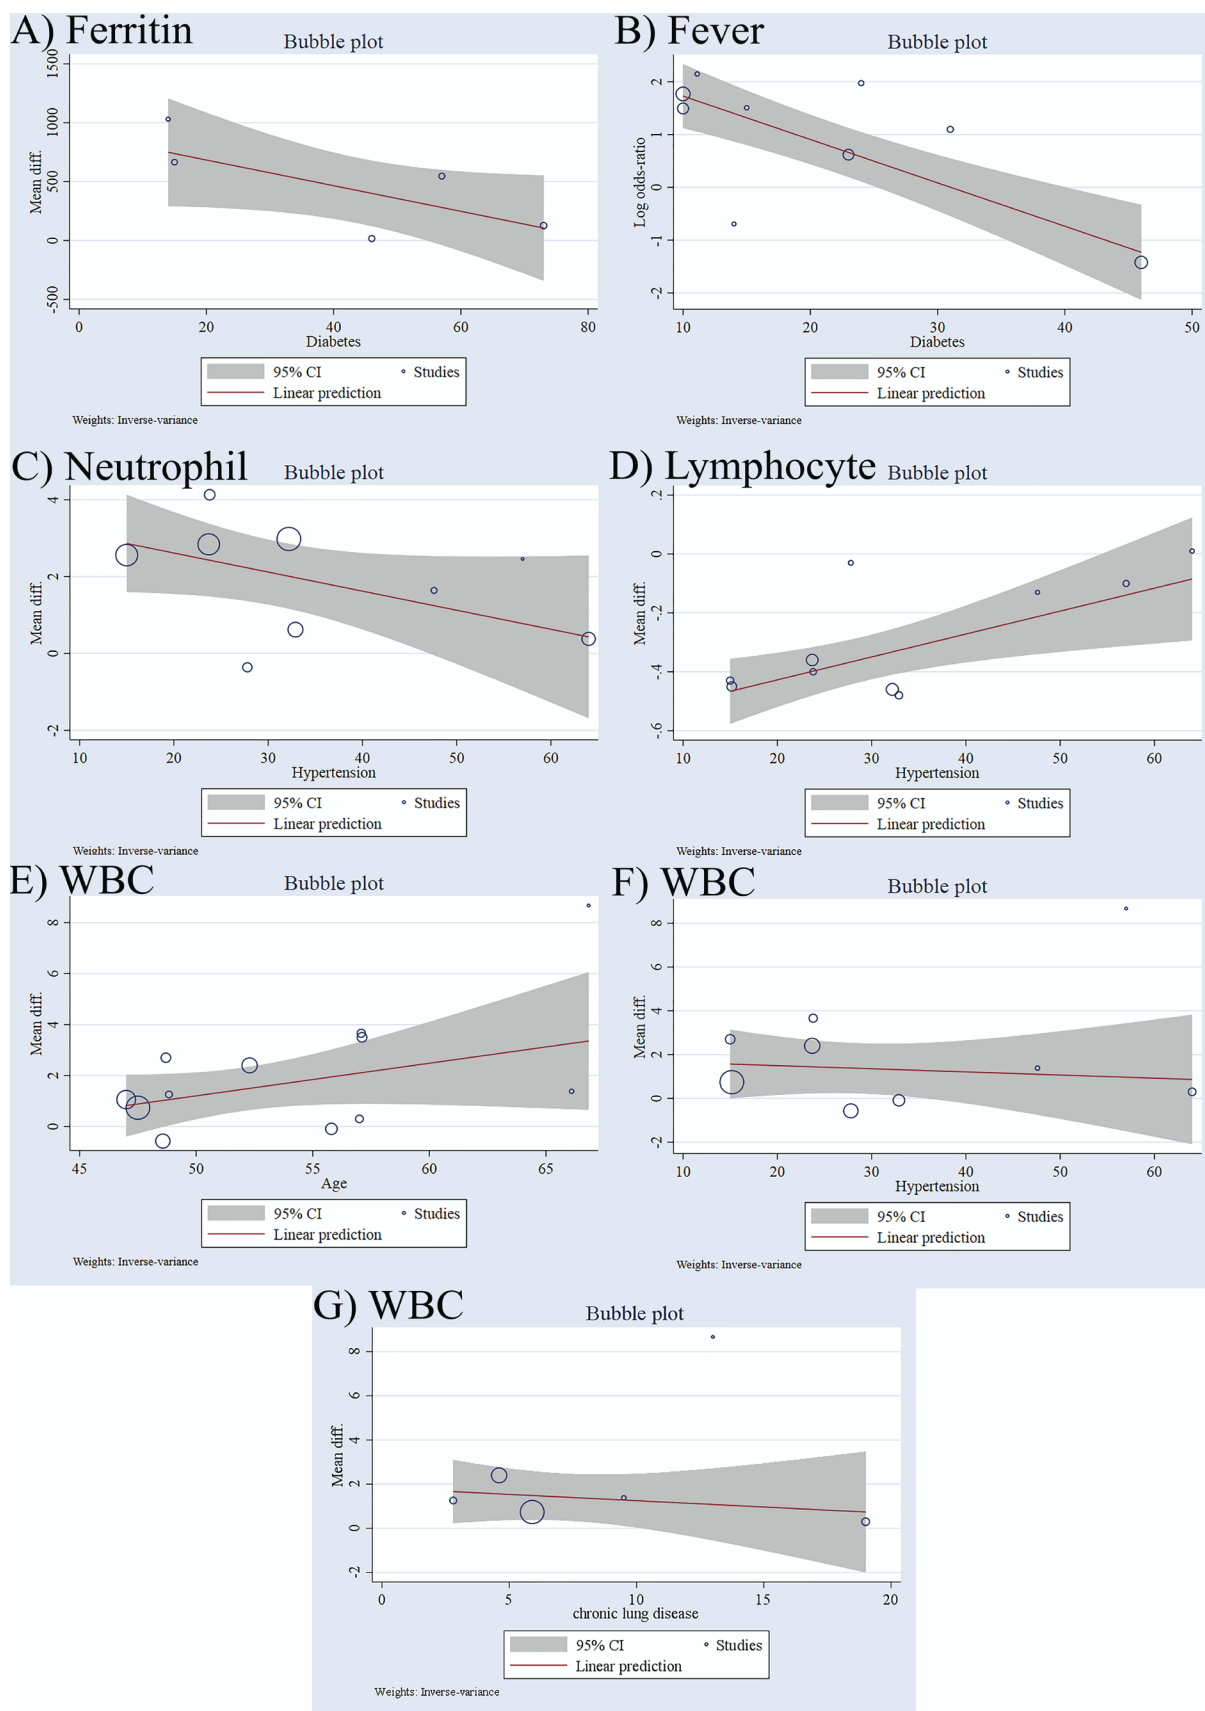 A) Ferritin
Bubble plot
1500
1000
500
0
-500
Mean diff.
0 20 40 60 80
Diabetes
95% CI
Studies
Linear prediction
Weights: Inverse-variance
B) Fever
Bubble plot
2
1
0
-1
-2
Log odds-ratio
10 20 30 40 50
Diabetes
95% CI
Studies
Linear prediction
Weights: Inverse-variance
C) Neutrophil
Bubble plot
4
2
0
-2
Mean diff.
10 20 30 40 50 60
Hypertension
95% CI
Studies
Linear prediction
Weights: Inverse-variance
D) Lymphocyte
Bubble plot
.2
0
-.2
-.4
-.6
Mean diff.
10 20 30 40 50 60
Hypertension
95% CI
Studies
Linear prediction
Weights: Inverse-variance
E) WBC
Bubble plot
8
6
4
2
0
Mean diff.
45 50 55 60 65
Age
95% CI
Studies
Linear prediction
Weights: Inverse-variance
F) WBC
Bubble plot
8
6
4
2
0
-2
Mean diff.
10 20 30 40 50 60
Hypertension
95% CI
Studies
Linear prediction
Weights: Inverse-variance
G) WBC
Bubble plot
8
6
4
2
0
-2
Mean diff.
0 5 10 15 20
chronic lung disease
95% CI
Studies
Linear prediction
Weights: Inverse-variance